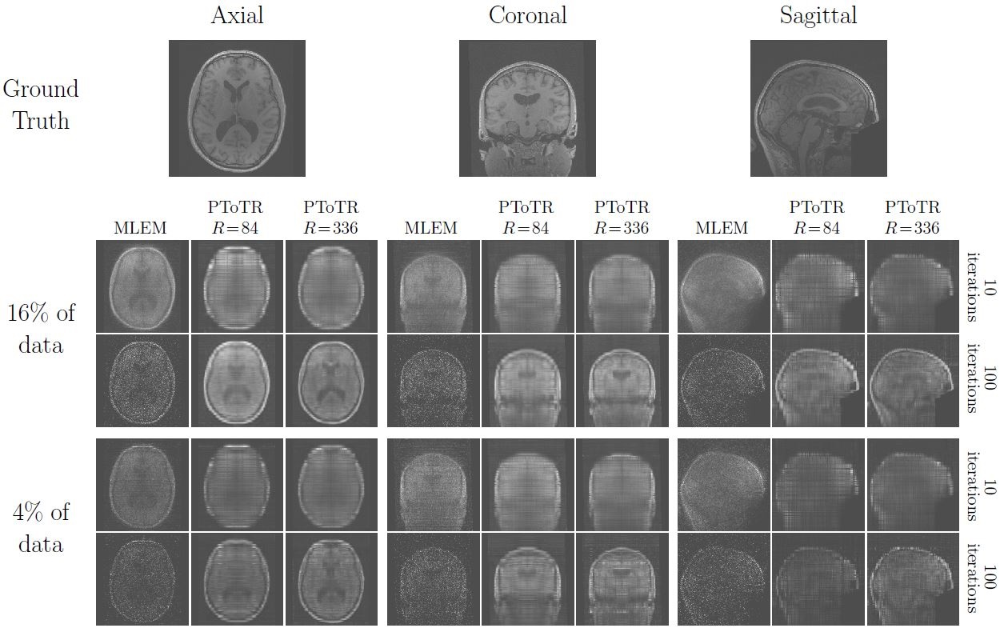 Axial
Coronal
Sagittal
Ground
Truth
MLEM
PToTR
R=84
PToTR
R=336
MLEM
PToTR
R=84
PToTR
R=336
MLEM
PToTR
R=84
PToTR
R=336
16% of
data
10
iterations
100
iterations
4% of
data
10
iterations
100
iterations